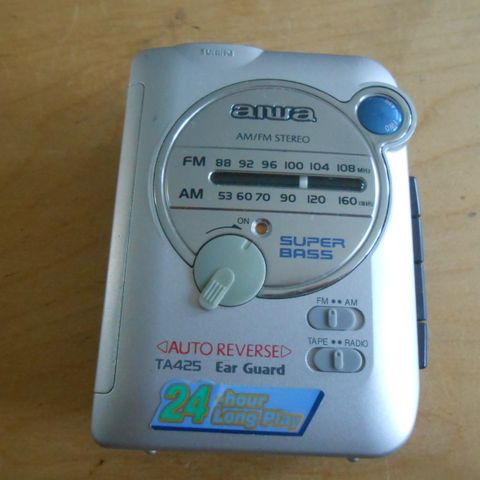 aiwa
AM/FM STEREO
FM 88 92 96 100 104 108 MHz
AM 53 60 70 90 120 160
ON
SUPER
BASS
FM •• AM
TAPE •• RADIO
◁AUTO REVERSE▷
TA425 Ear Guard
24-hour
Long Play